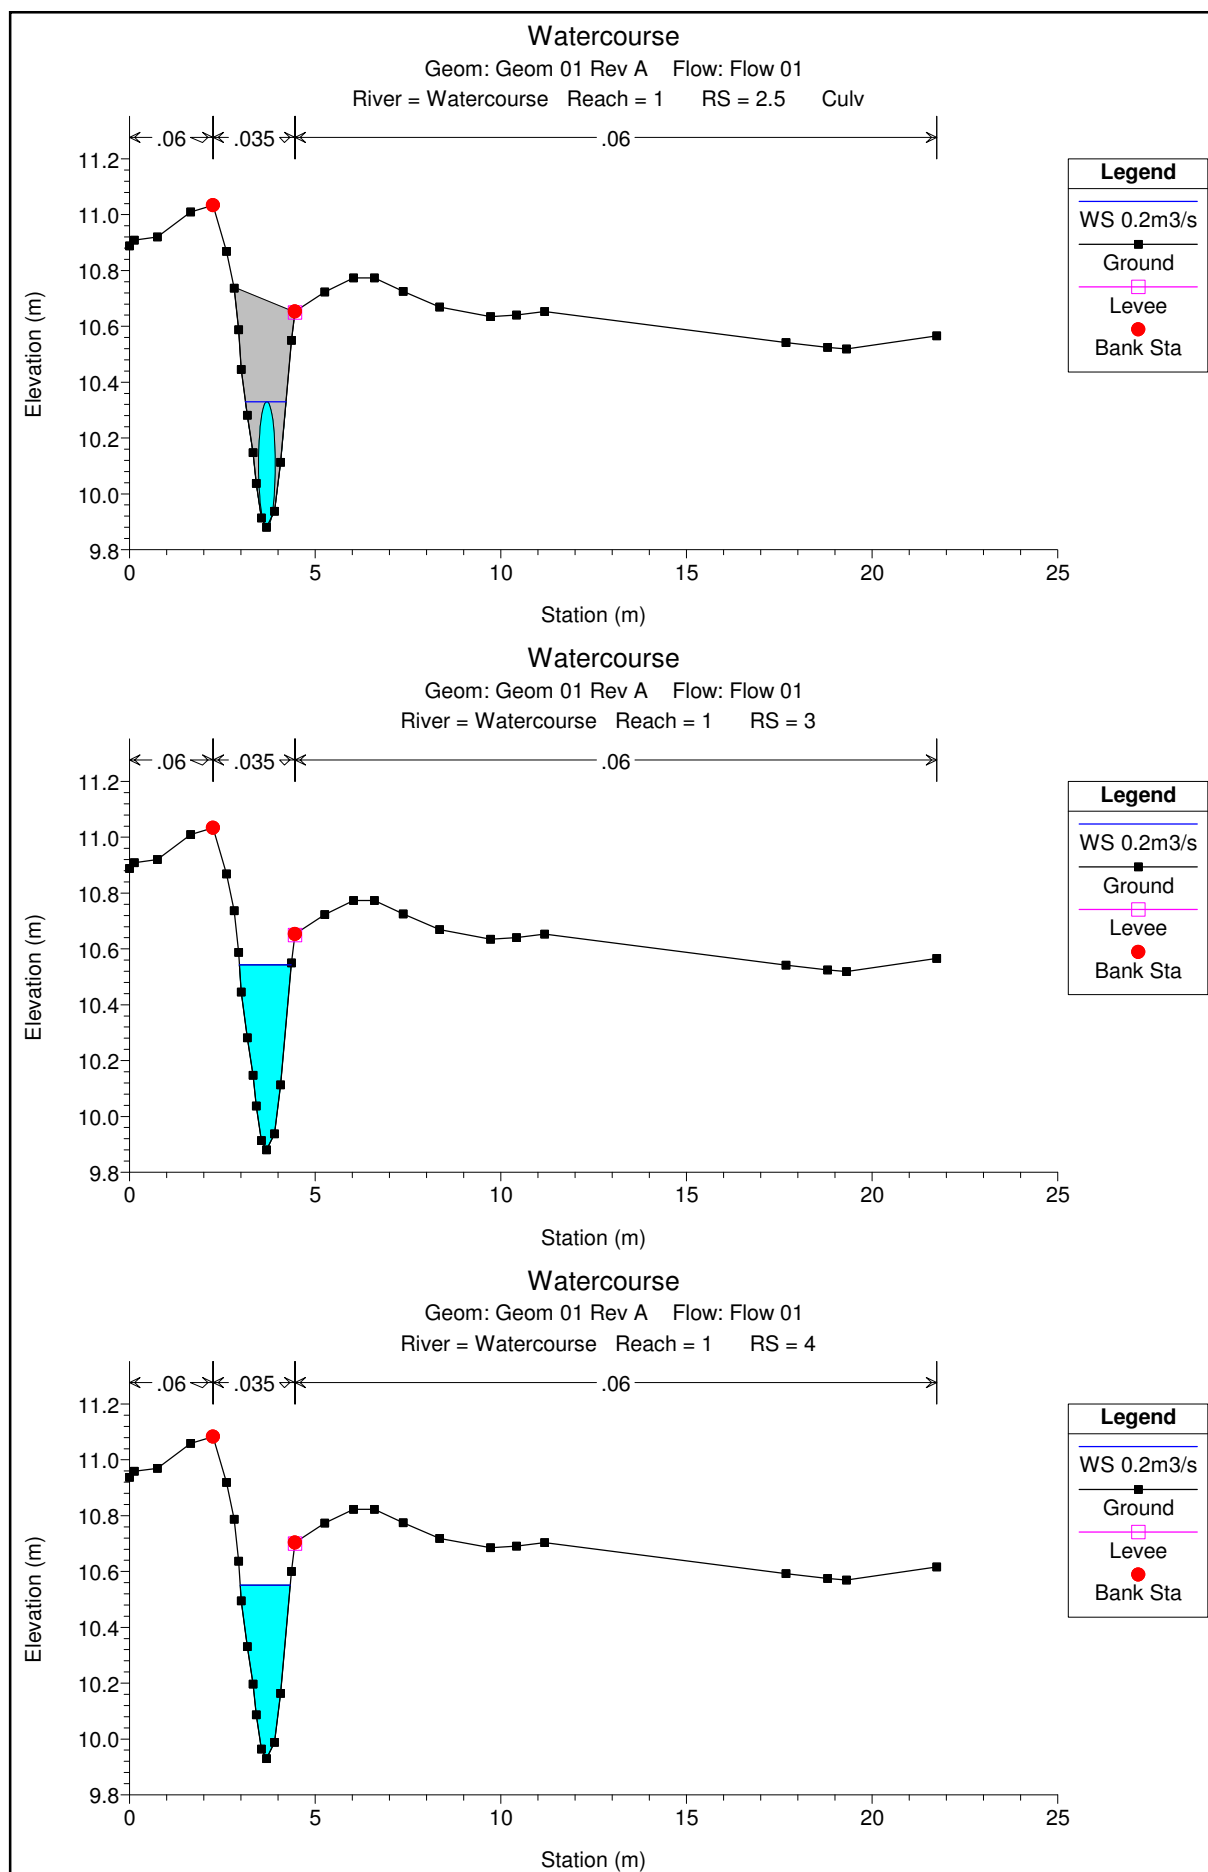 Watercourse
Geom: Geom 01 Rev A Flow: Flow 01
River = Watercourse Reach = 1 RS = 2.5 Culv
.06 .035 .06
11.2
11.0
10.8
10.6
10.4
10.2
10.0
9.8
Elevation (m)
0 5 10 15 20 25
Station (m)
Legend
WS 0.2m3/s
Ground
Levee
Bank Sta
Watercourse
Geom: Geom 01 Rev A Flow: Flow 01
River = Watercourse Reach = 1 RS = 3
.06 .035 .06
11.2
11.0
10.8
10.6
10.4
10.2
10.0
9.8
Elevation (m)
0 5 10 15 20 25
Station (m)
Legend
WS 0.2m3/s
Ground
Levee
Bank Sta
Watercourse
Geom: Geom 01 Rev A Flow: Flow 01
River = Watercourse Reach = 1 RS = 4
.06 .035 .06
11.2
11.0
10.8
10.6
10.4
10.2
10.0
9.8
Elevation (m)
0 5 10 15 20 25
Station (m)
Legend
WS 0.2m3/s
Ground
Levee
Bank Sta